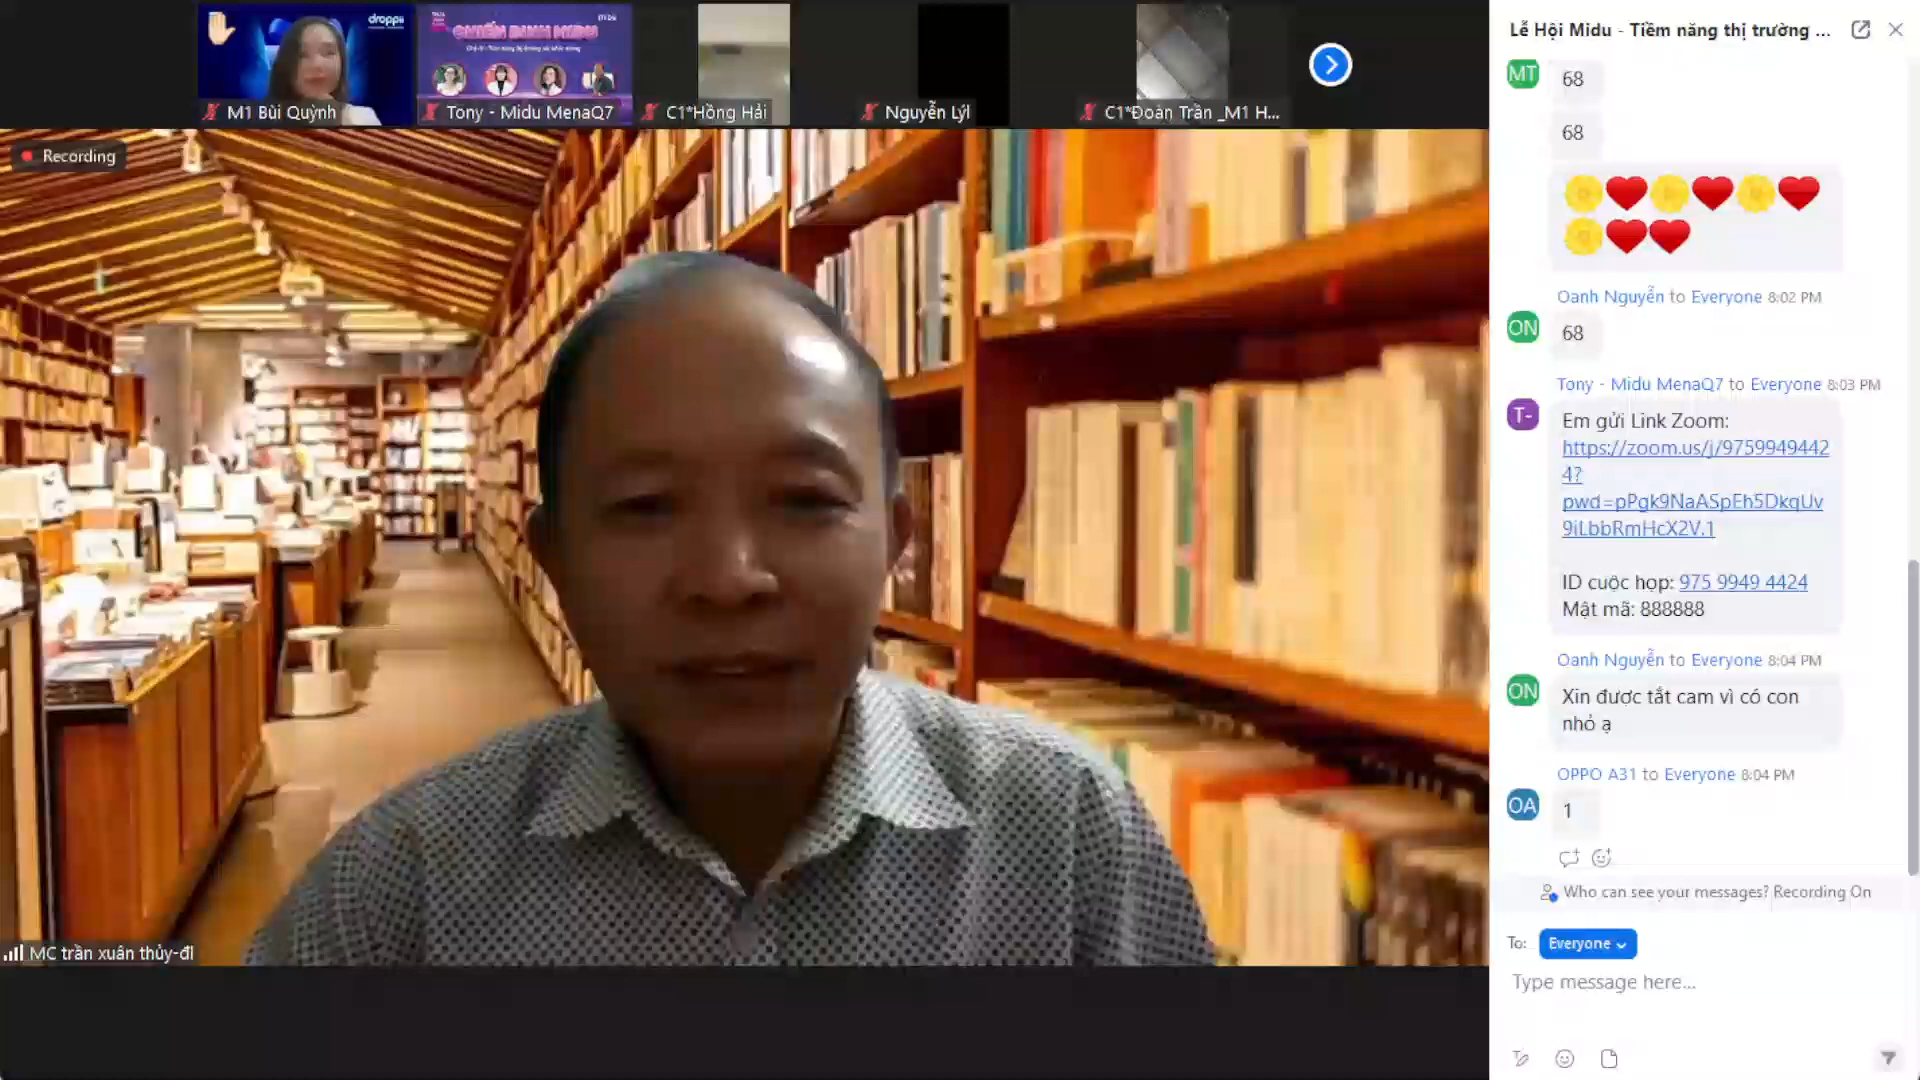 droppii
M1 Bùi Quỳnh
Tony - Midu MenaQ7
C1*Hồng Hải
Nguyễn Lýl
C1*Đoàn Trần _M1 H...
Recording
MC trần xuân thủy-đl
Lễ Hội Midu - Tiềm năng thị trường ...
MT
68
68
Oanh Nguyễn to Everyone 8:02 PM
ON
68
Tony - Midu MenaQ7 to Everyone 8:03 PM
T-
Em gửi Link Zoom:
https://zoom.us/j/9759949442
4?
pwd=pPgk9NaASpEh5DkqUv
9iLbbRmHcX2V.1
ID cuộc họp: 975 9949 4424
Mật mã: 888888
Oanh Nguyễn to Everyone 8:04 PM
ON
Xin được tắt cam vì có con
nhỏ ạ
OPPO A31 to Everyone 8:04 PM
OA
1
Who can see your messages? Recording On
To: Everyone
Type message here...